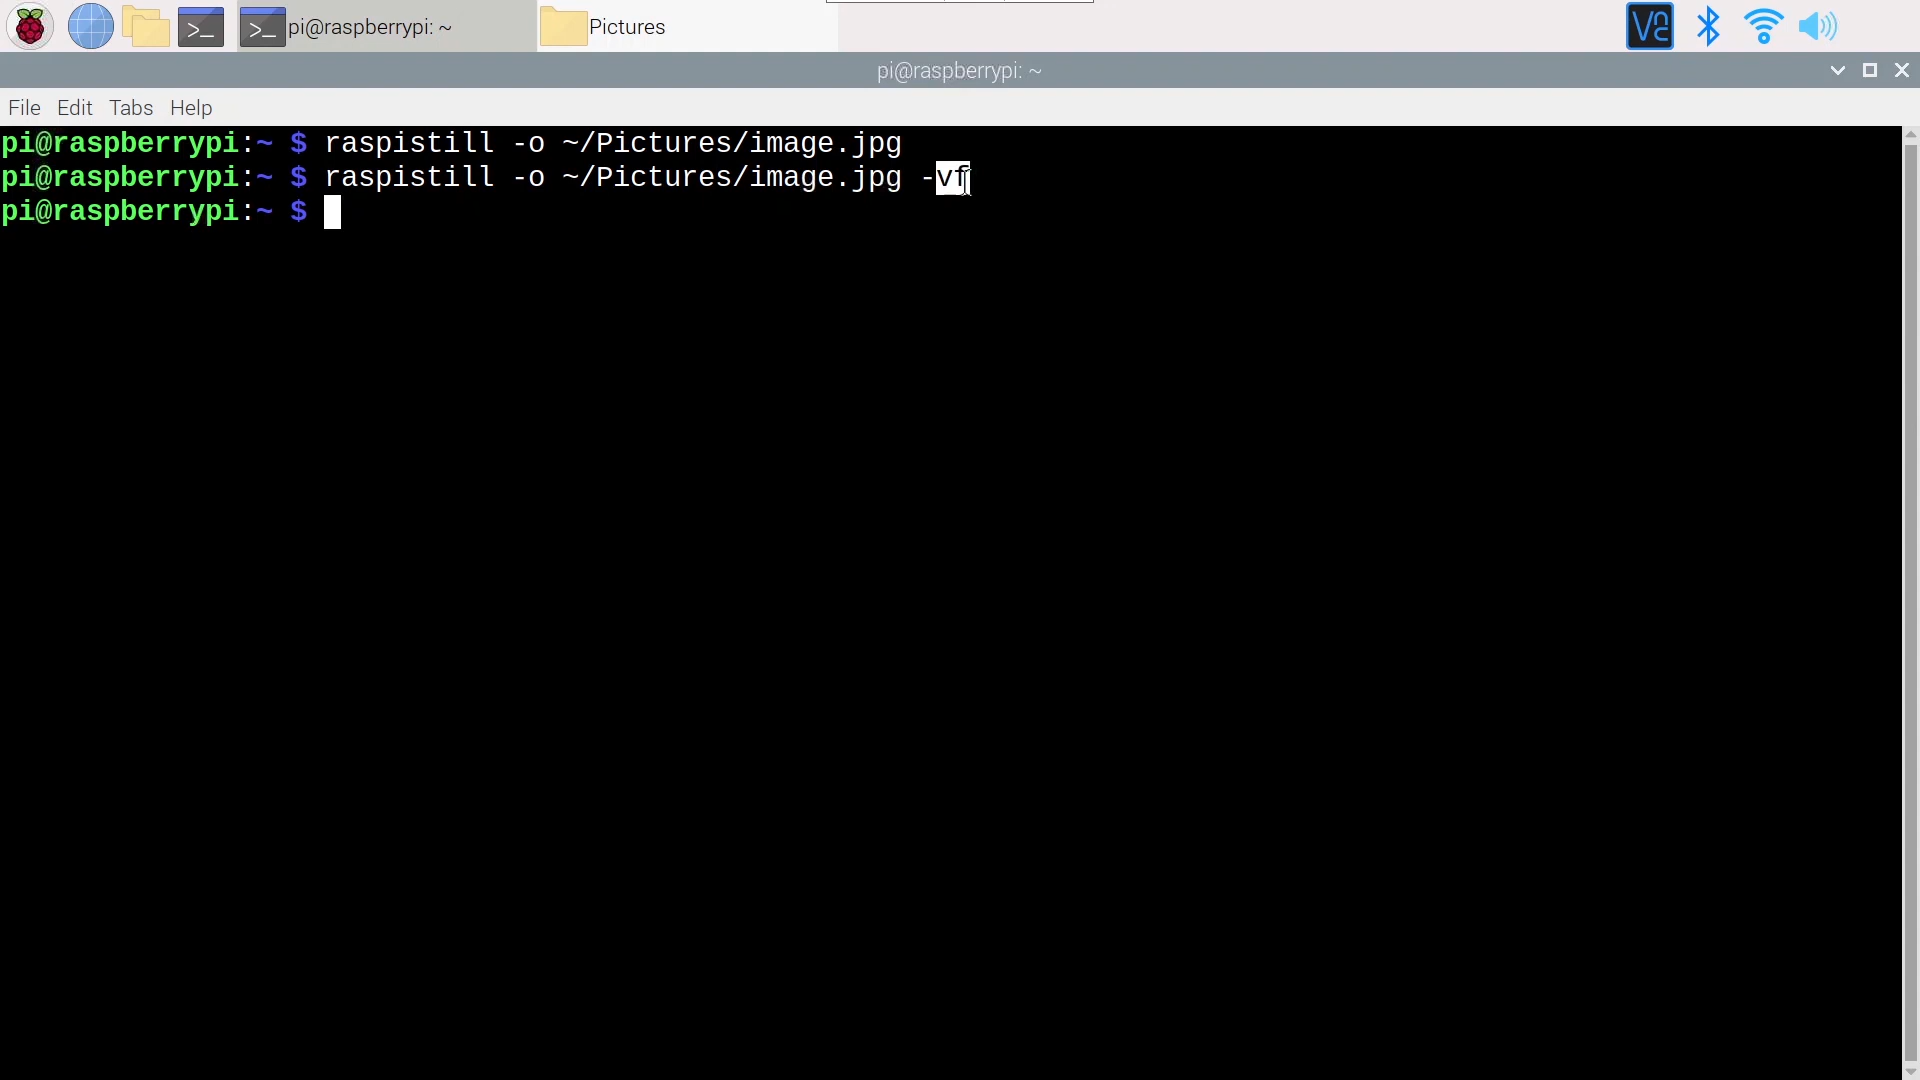 pi@raspberrypi: ~
Pictures
VNC
pi@raspberrypi: ~
File Edit Tabs Help
pi@raspberrypi:~ $ raspistill -o ~/Pictures/image.jpg
pi@raspberrypi:~ $ raspistill -o ~/Pictures/image.jpg -vf
pi@raspberrypi:~ $